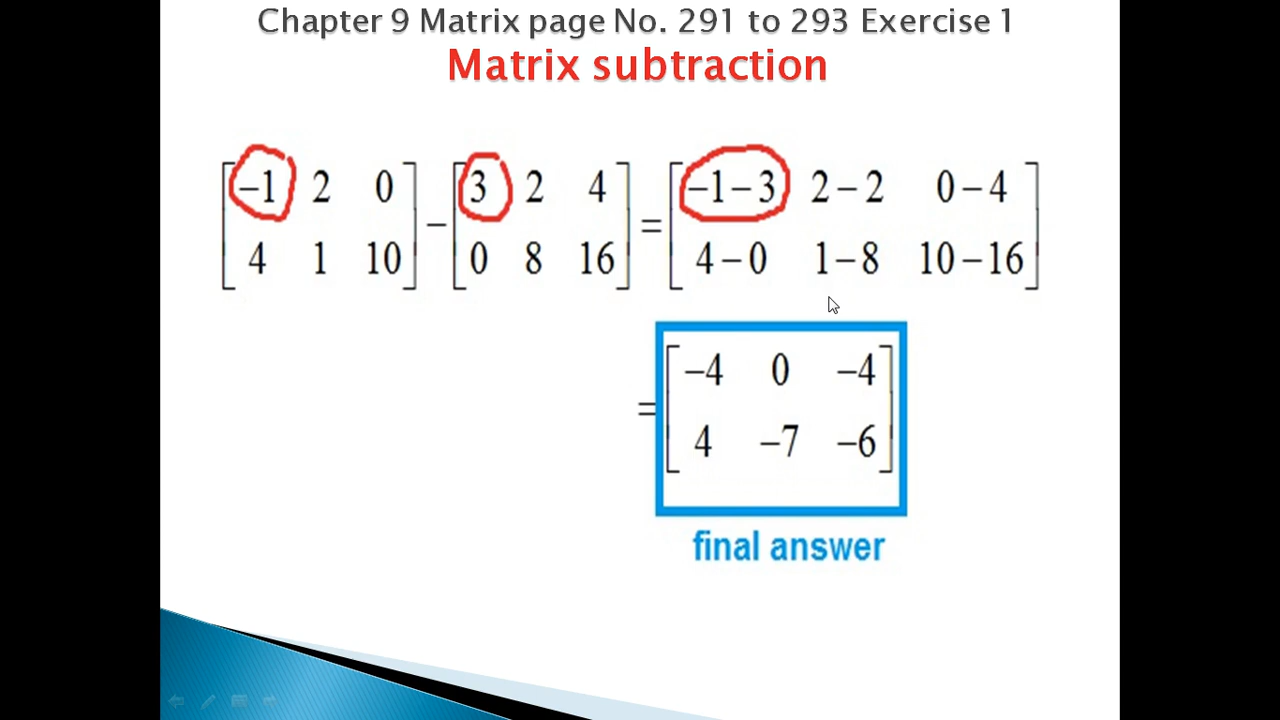 Chapter 9 Matrix page No. 291 to 293 Exercise 1
Matrix subtraction
[−1 2 0] − [3 2 4] = [−1−3 2−2 0−4]
[4 1 10] [0 8 16] [4−0 1−8 10−16]
= [−4 0 −4]
[4 −7 −6]
final answer